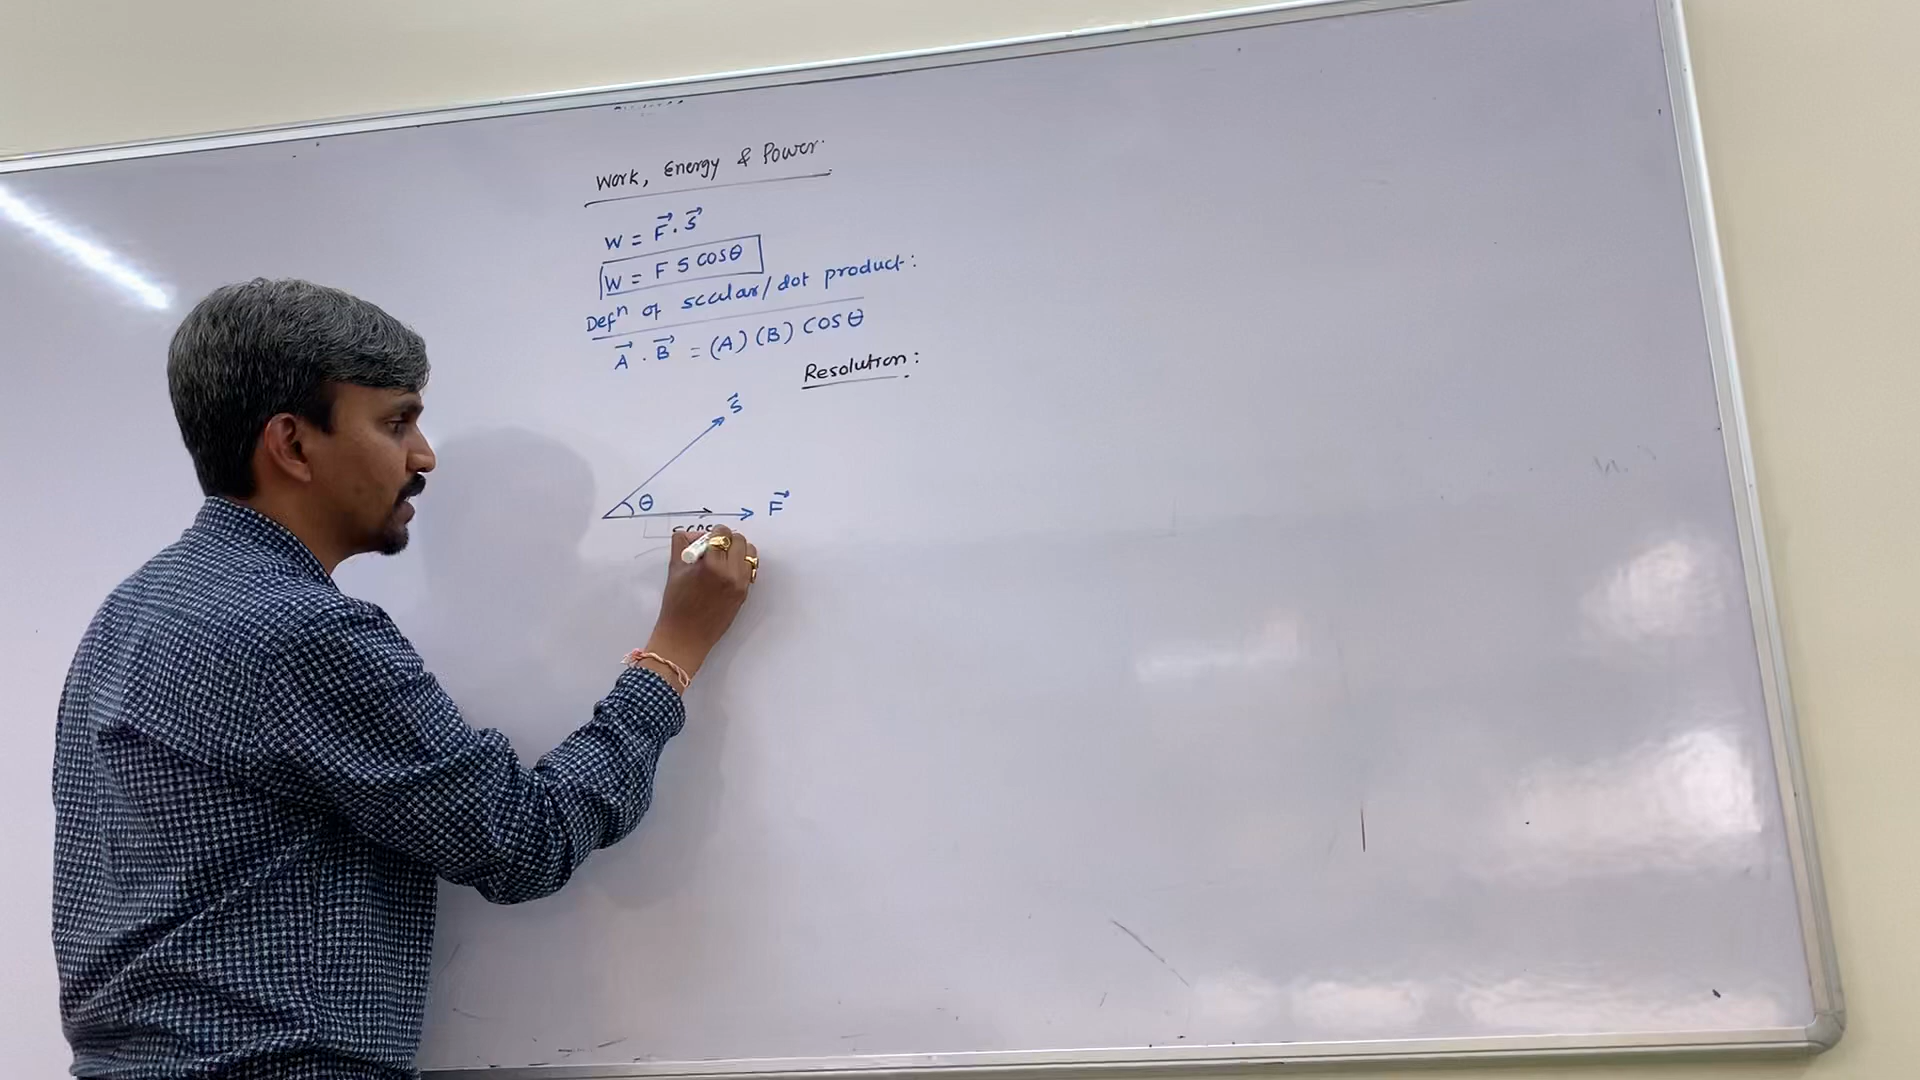 Work, Energy & Power.
W = F⃗ . S⃗
W = F S cosθ
Defⁿ of scalar/dot product:
A⃗ . B⃗ = (A) (B) cosθ
Resolution:
S⃗
θ
F⃗